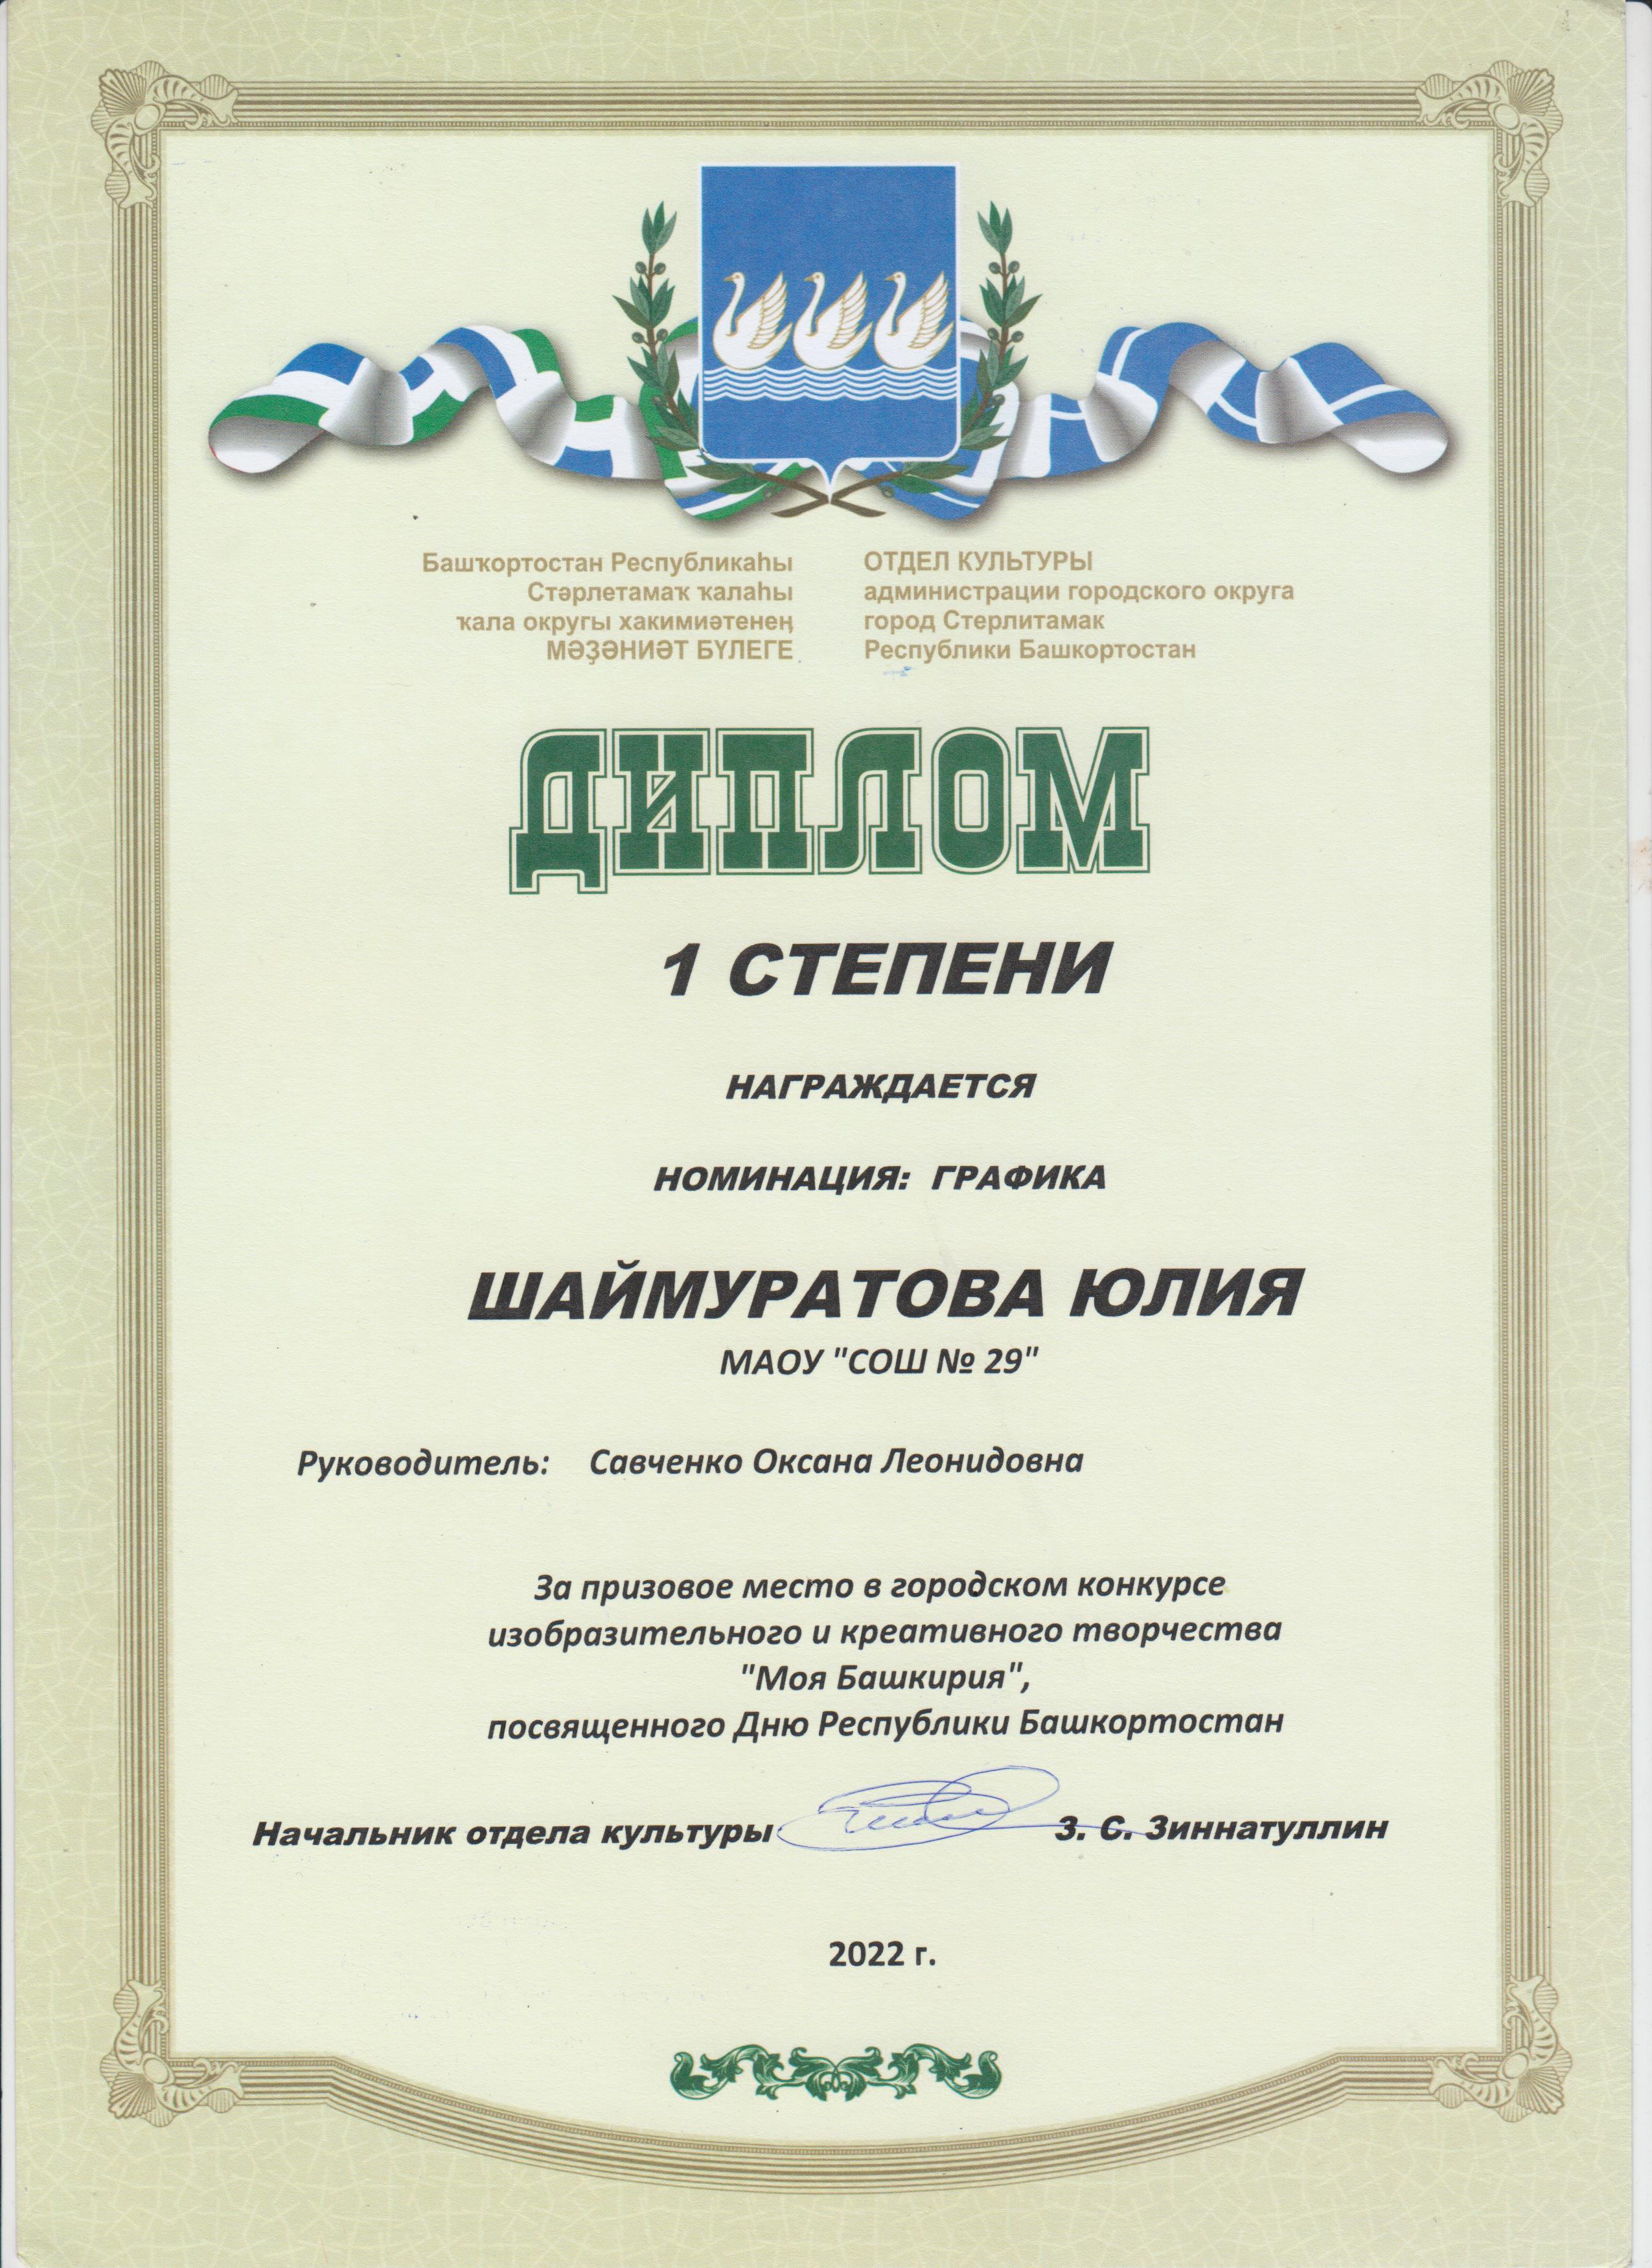 Башҡортостан Республикаһы
Стәрлетамаҡ ҡалаһы
ҡала округы хакимиәтенең
МӘҘӘНИӘТ БҮЛЕГЕ
ОТДЕЛ КУЛЬТУРЫ
администрации городского округа
город Стерлитамак
Республики Башкортостан
ДИПЛОМ
1 СТЕПЕНИ
НАГРАЖДАЕТСЯ
НОМИНАЦИЯ: ГРАФИКА
ШАЙМУРАТОВА ЮЛИЯ
МАОУ "СОШ № 29"
Руководитель: Савченко Оксана Леонидовна
За призовое место в городском конкурсе
изобразительного и креативного творчества
"Моя Башкирия",
посвященного Дню Республики Башкортостан
Начальник отдела культуры З. С. Зиннатуллин
2022 г.